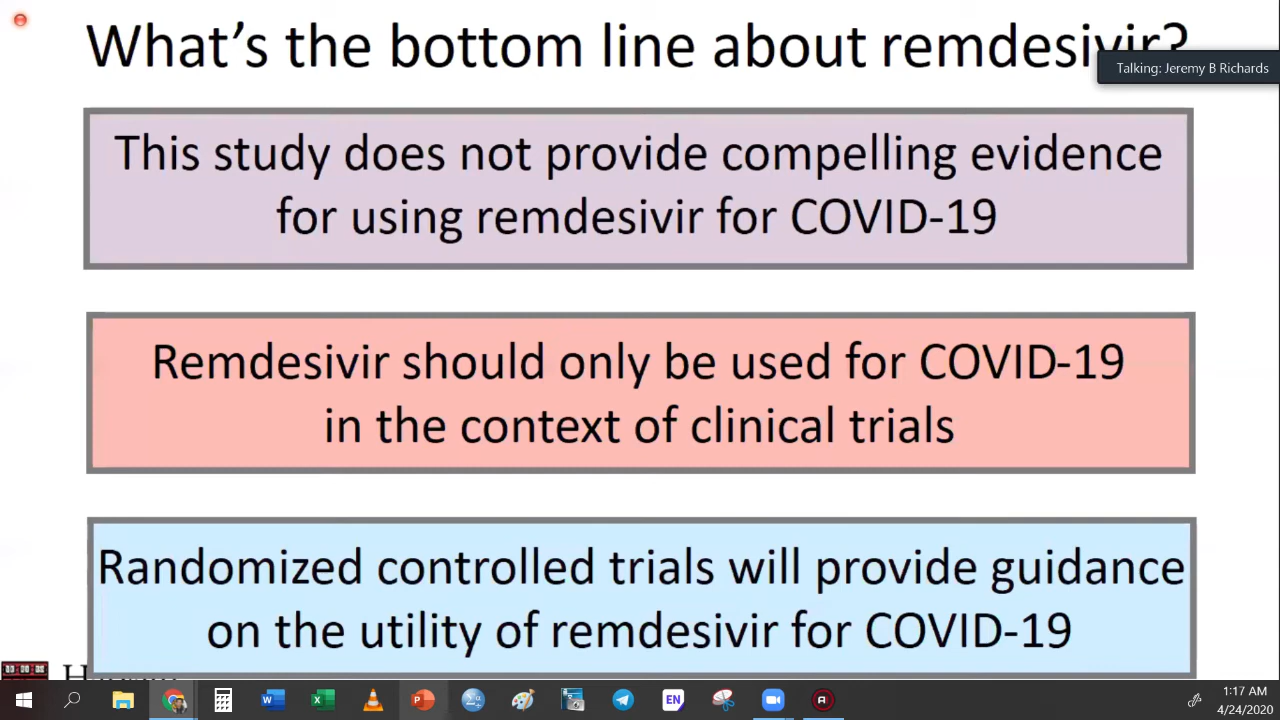 What's the bottom line about remdesivir?
Talking: Jeremy B Richards
This study does not provide compelling evidence
for using remdesivir for COVID-19
Remdesivir should only be used for COVID-19
in the context of clinical trials
Randomized controlled trials will provide guidance
on the utility of remdesivir for COVID-19
EN
1:17 AM
4/24/2020